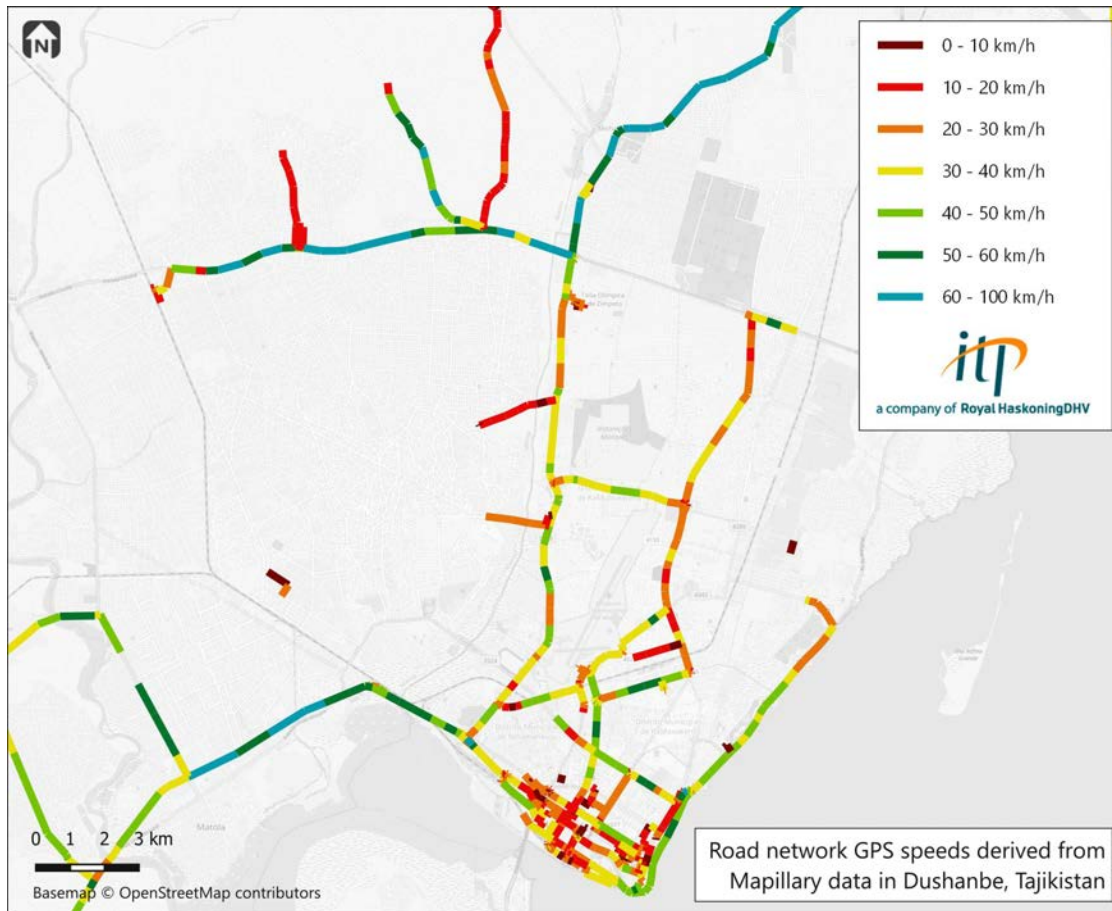 N
0 - 10 km/h
10 - 20 km/h
20 - 30 km/h
30 - 40 km/h
40 - 50 km/h
50 - 60 km/h
60 - 100 km/h
itp
a company of Royal HaskoningDHV
Matola
0 1 2 3 km
Basemap © OpenStreetMap contributors
Road network GPS speeds derived from
Mapillary data in Dushanbe, Tajikistan